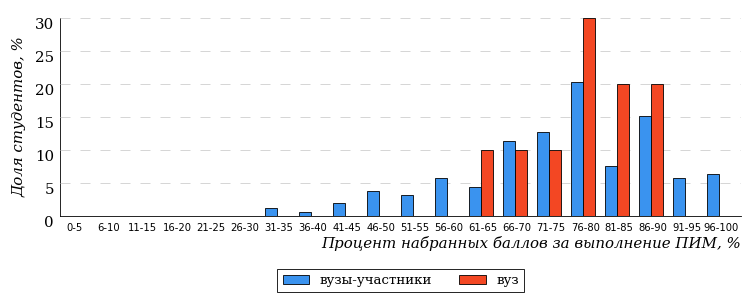 Доля студентов, %
30
25
20
15
10
5
0
0-5 6-10 11-15 16-20 21-25 26-30 31-35 36-40 41-45 46-50 51-55 56-60 61-65 66-70 71-75 76-80 81-85 86-90 91-95 96-100
Процент набранных баллов за выполнение ПИМ, %
вузы-участники вуз